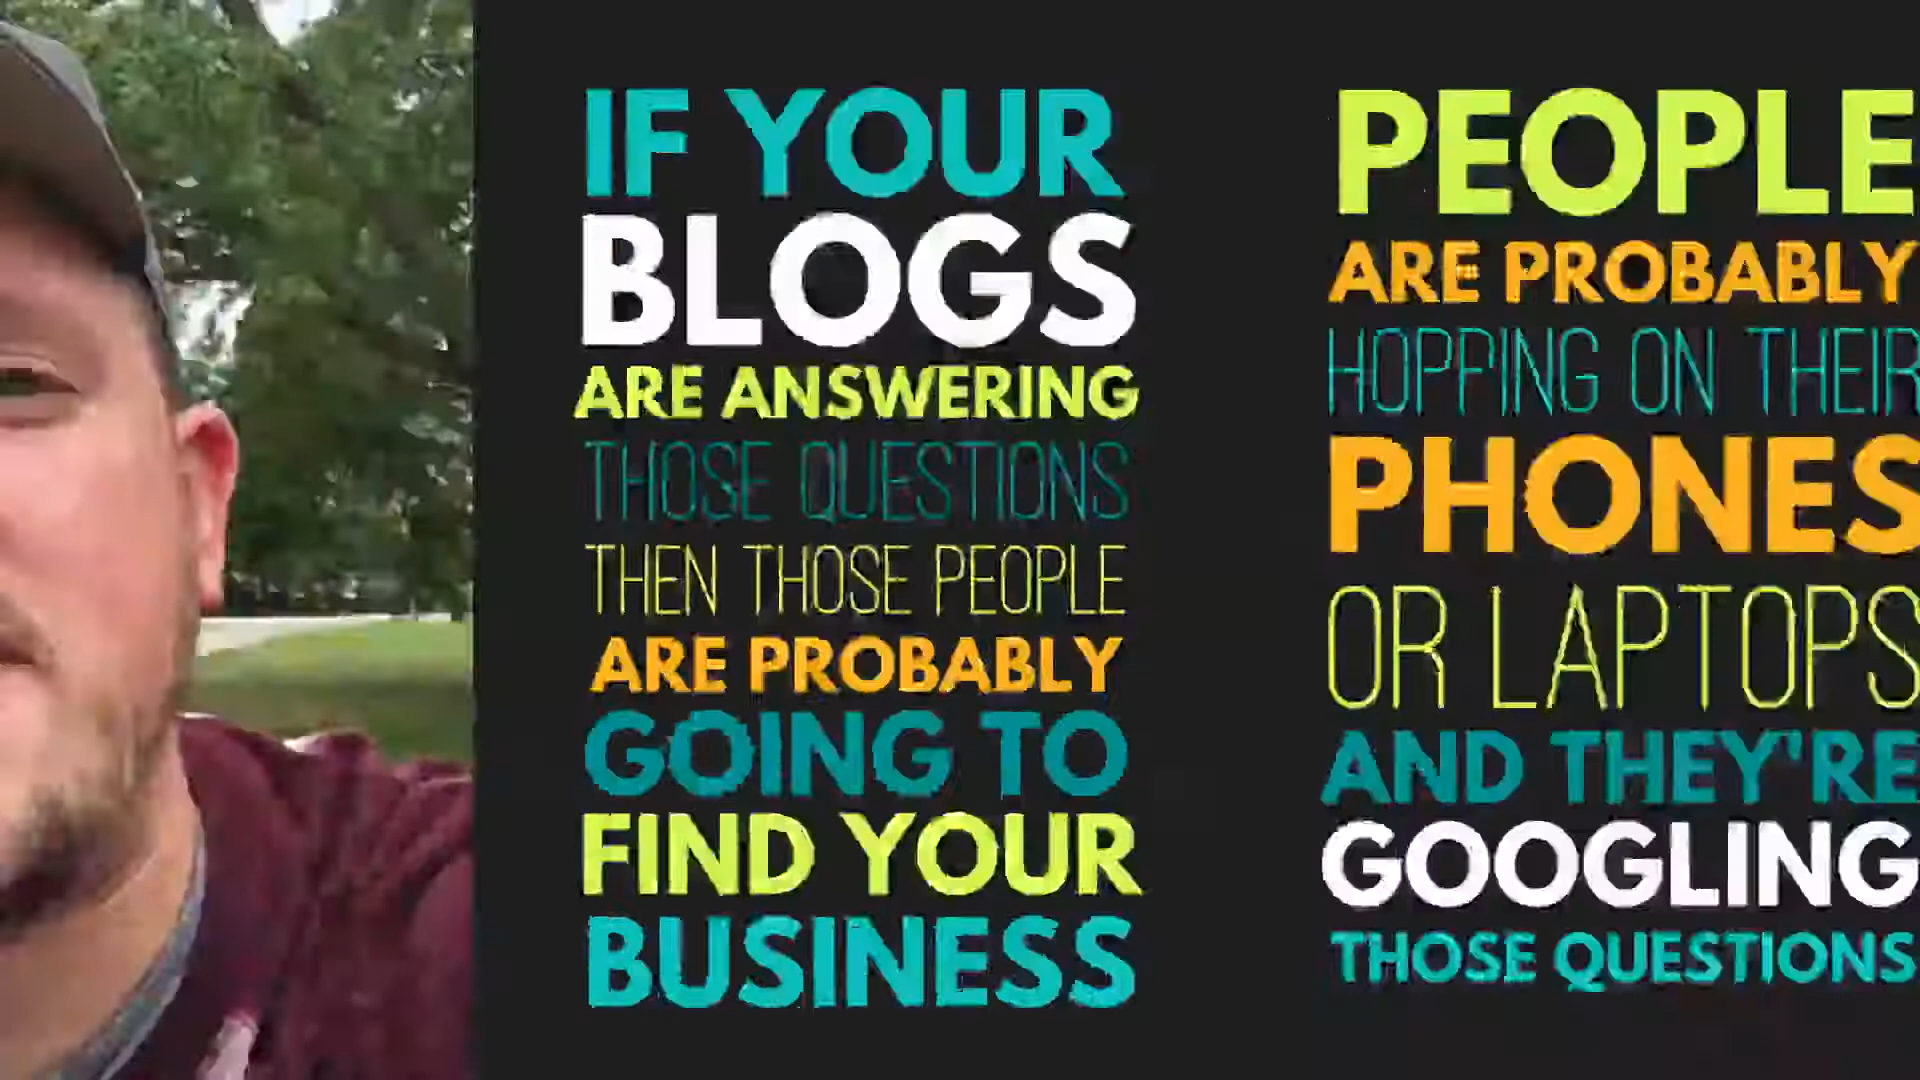 IF YOUR
BLOGS
ARE ANSWERING
THOSE QUESTIONS
THEN THOSE PEOPLE
ARE PROBABLY
GOING TO
FIND YOUR
BUSINESS
PEOPLE
ARE PROBABLY
HOPPING ON THEIR
PHONES
OR LAPTOPS
AND THEY'RE
GOOGLING
THOSE QUESTIONS